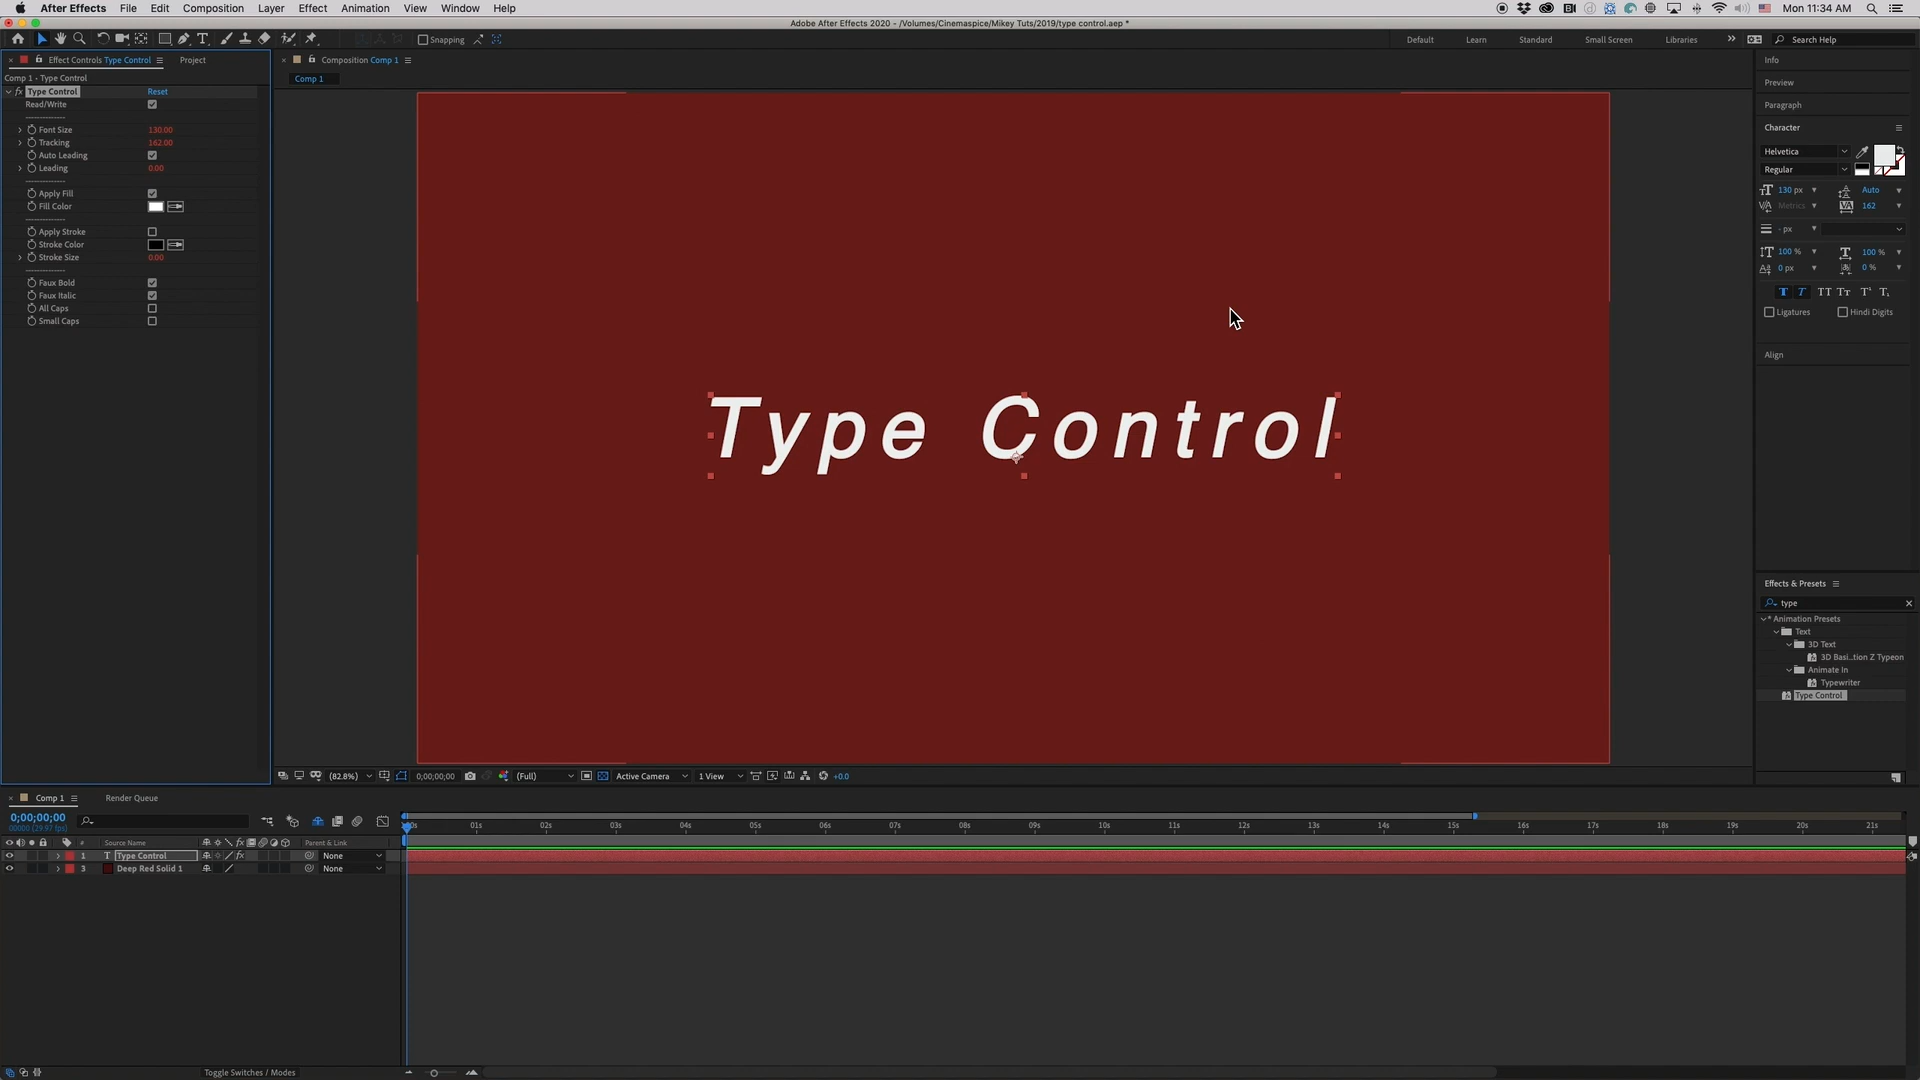 After Effects File Edit Composition Layer Effect Animation View Window Help
Mon 11:34 AM
Adobe After Effects 2020 - /Volumes/Cinemaspice/Mikey Tuts/2019/type control.aep *
Snapping
Default Learn Standard Small Screen Libraries
Search Help
Effect Controls Type Control
Project
Comp 1 • Type Control
fx Type Control Reset
Read/Write
---------------
Font Size 130.00
Tracking 162.00
Auto Leading
Leading 0.00
---------------
Apply Fill
Fill Color
---------------
Apply Stroke
Stroke Color
Stroke Size 0.00
---------------
Faux Bold
Faux Italic
All Caps
Small Caps
Composition Comp 1
Comp 1
Type Control
(82.8%) 0;00;00;00 (Full) Active Camera 1 View +0.0
Info
Preview
Paragraph
Character
Helvetica
Regular
130 px Auto
Metrics 162
- px
100 % 100 %
0 px 0 %
Ligatures Hindi Digits
Align
Effects & Presets
type
* Animation Presets
Text
3D Text
3D Basi...tion Z Typeon
Animate In
Typewriter
Type Control
Comp 1
Render Queue
0;00;00;00
00000 (29.97 fps)
01s 02s 03s 04s 05s 06s 07s 08s 09s 10s 11s 12s 13s 14s 15s 16s 17s 18s 19s 20s 21s
# Source Name Parent & Link
1 T Type Control fx None
3 Deep Red Solid 1 None
Toggle Switches / Modes